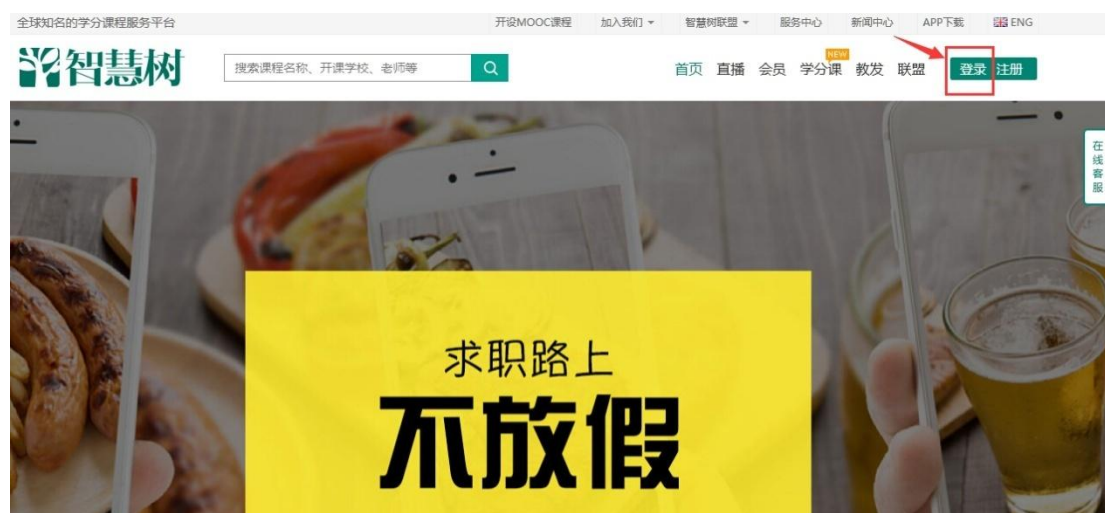 全球知名的学分课程服务平台 开设MOOC课程 加入我们 智慧树联盟 服务中心 新闻中心 APP下载 ENG
智慧树 搜索课程名称、开课学校、老师等 首页 直播 会员 学分课 NEW 教发 联盟 登录 注册
在线客服
求职路上
不放假